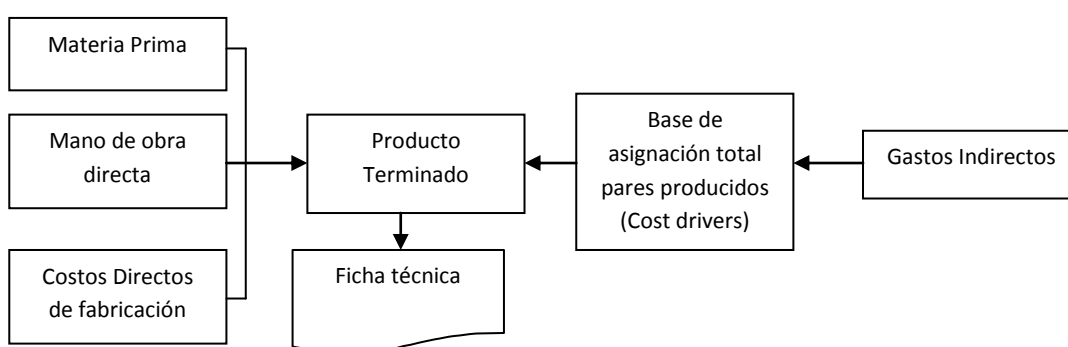 Materia Prima
Mano de obra
directa
Costos Directos
de fabricación
Producto
Terminado
Ficha técnica
Base de
asignación total
pares producidos
(Cost drivers)
Gastos Indirectos